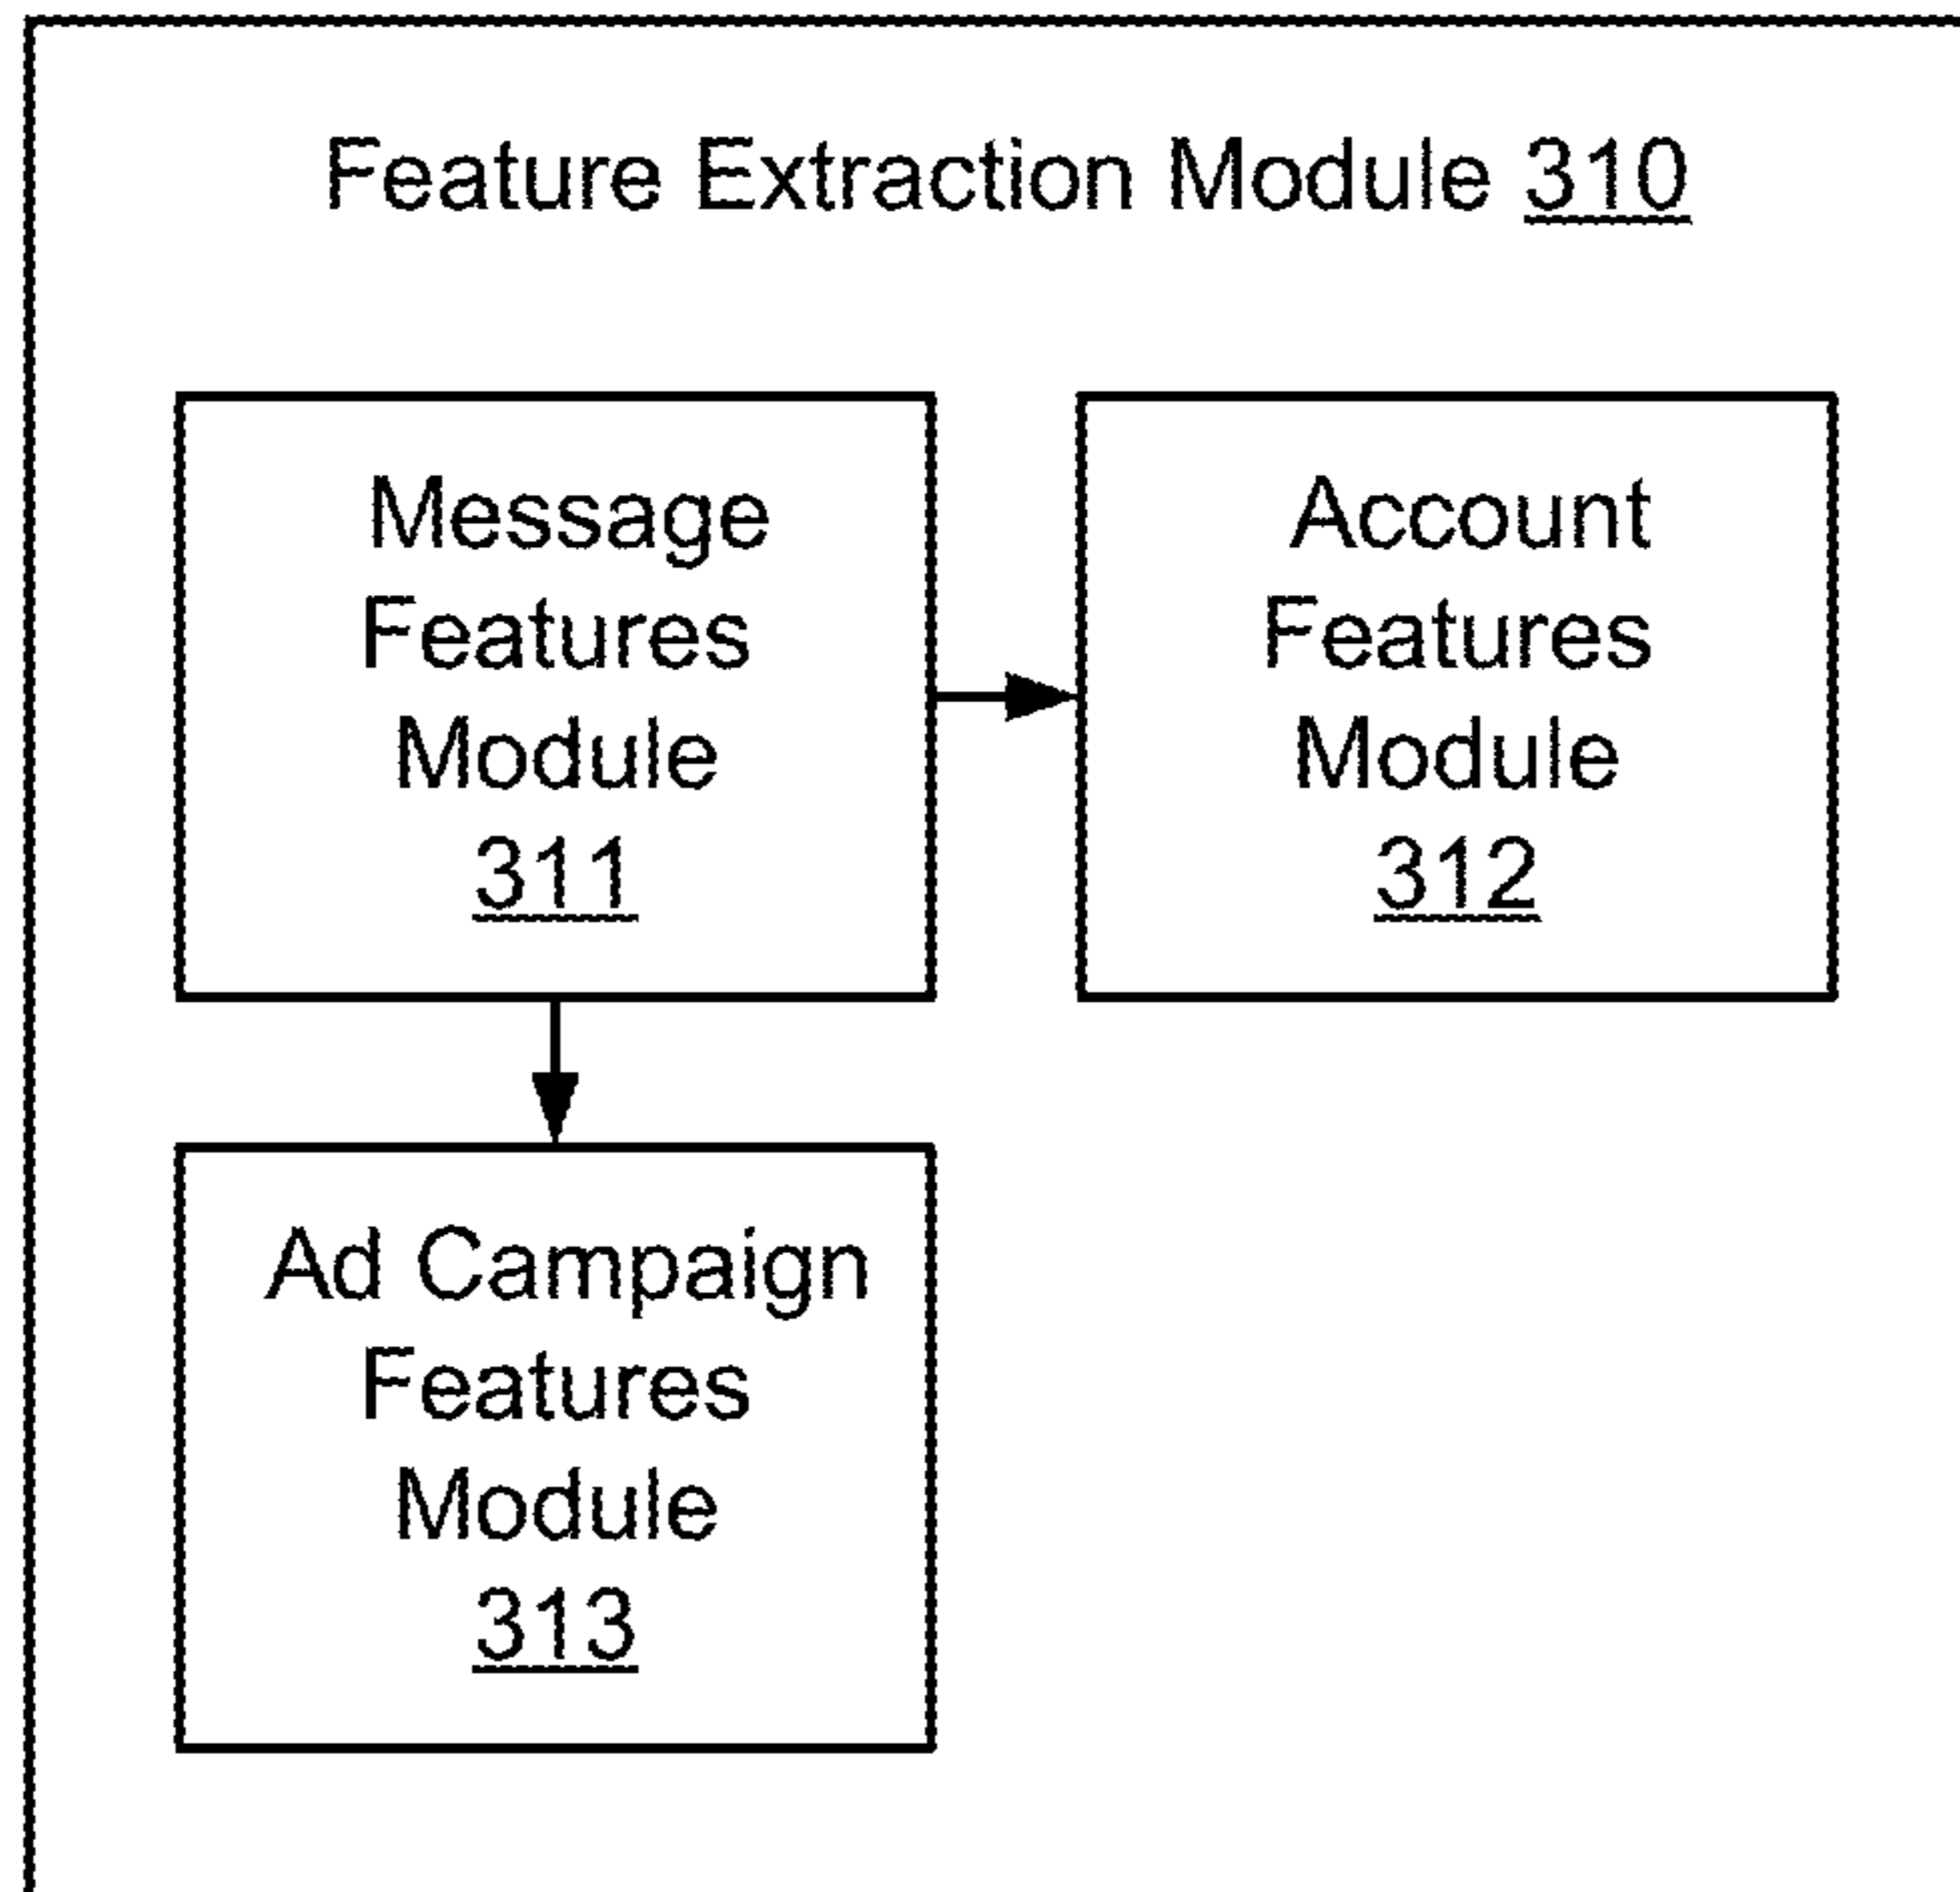 Feature Extraction Module 310
Message
Features
Module
311
Account
Features
Module
312
Ad Campaign
Features
Module
313